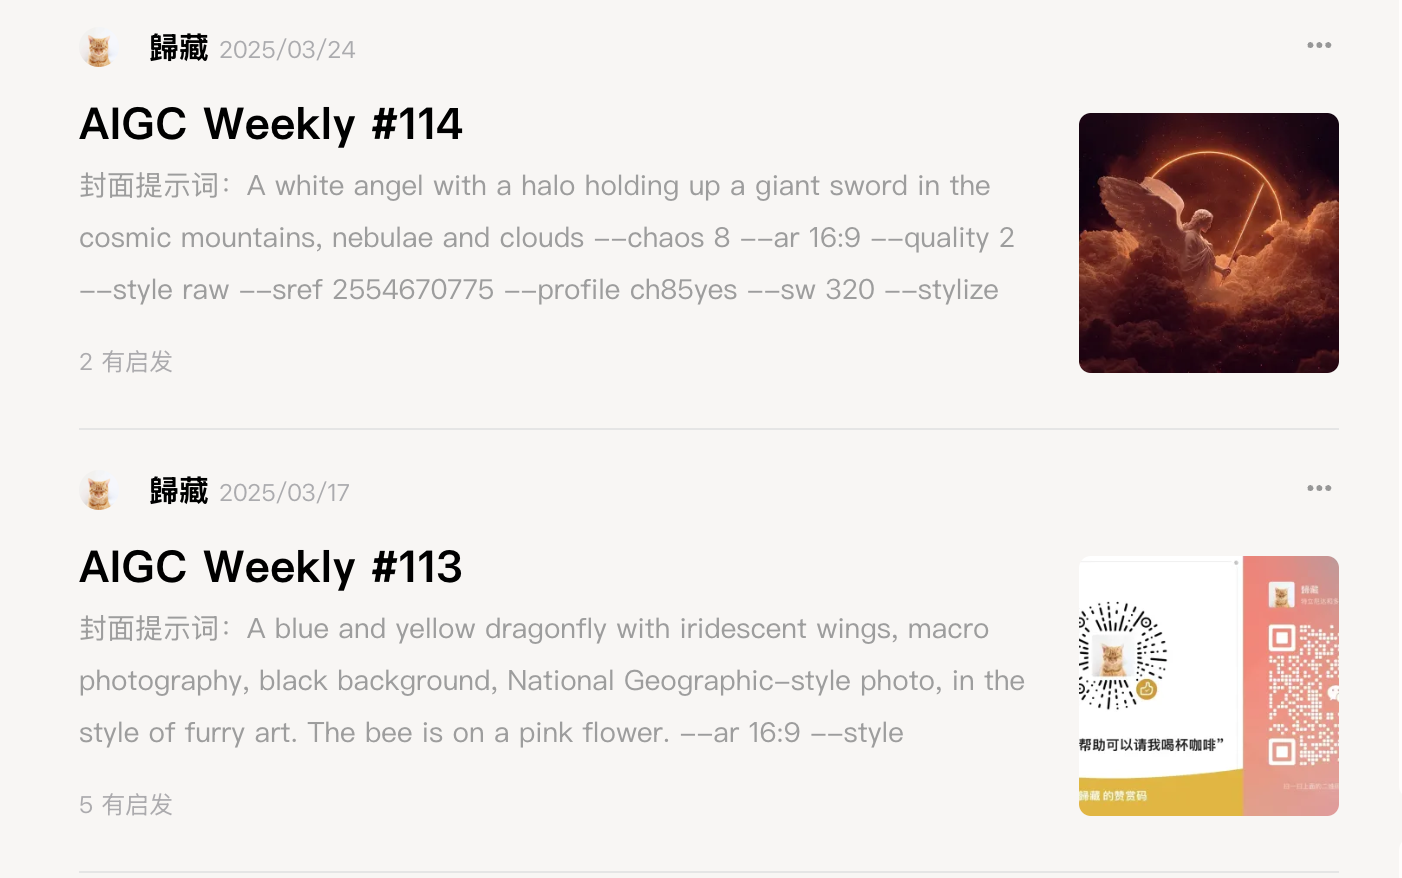 歸藏 2025/03/24
AIGC Weekly #114
封面提示词：A white angel with a halo holding up a giant sword in the
cosmic mountains, nebulae and clouds --chaos 8 --ar 16:9 --quality 2
--style raw --sref 2554670775 --profile ch85yes --sw 320 --stylize
2 有启发
歸藏 2025/03/17
AIGC Weekly #113
封面提示词：A blue and yellow dragonfly with iridescent wings, macro
photography, black background, National Geographic-style photo, in the
style of furry art. The bee is on a pink flower. --ar 16:9 --style
5 有启发
歸藏
帮助可以请我喝杯咖啡”
歸藏 的赞赏码